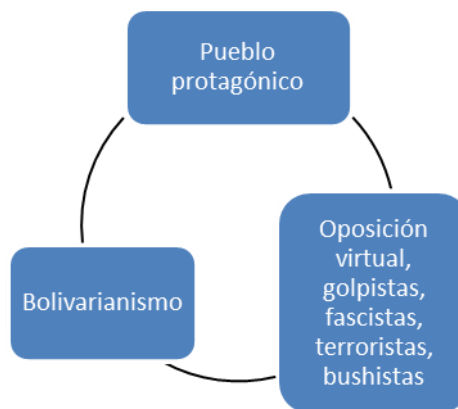 Pueblo
protagónico
Oposición
virtual,
golpistas,
fascistas,
terroristas,
bushistas
Bolivarianismo